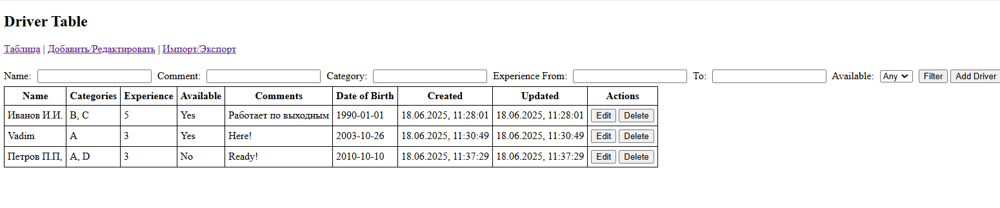 Driver Table
Таблица | Добавить/Редактировать | Импорт/Экспорт
Name: Comment: Category: Experience From: To: Available: Any Filter Add Driver
Name Categories Experience Available Comments Date of Birth Created Updated Actions
Иванов И.И. B, C 5 Yes Работает по выходным 1990-01-01 18.06.2025, 11:28:01 18.06.2025, 11:28:01 Edit Delete
Vadim A 3 Yes Here! 2003-10-26 18.06.2025, 11:30:49 18.06.2025, 11:30:49 Edit Delete
Петров П.П, A, D 3 No Ready! 2010-10-10 18.06.2025, 11:37:29 18.06.2025, 11:37:29 Edit Delete